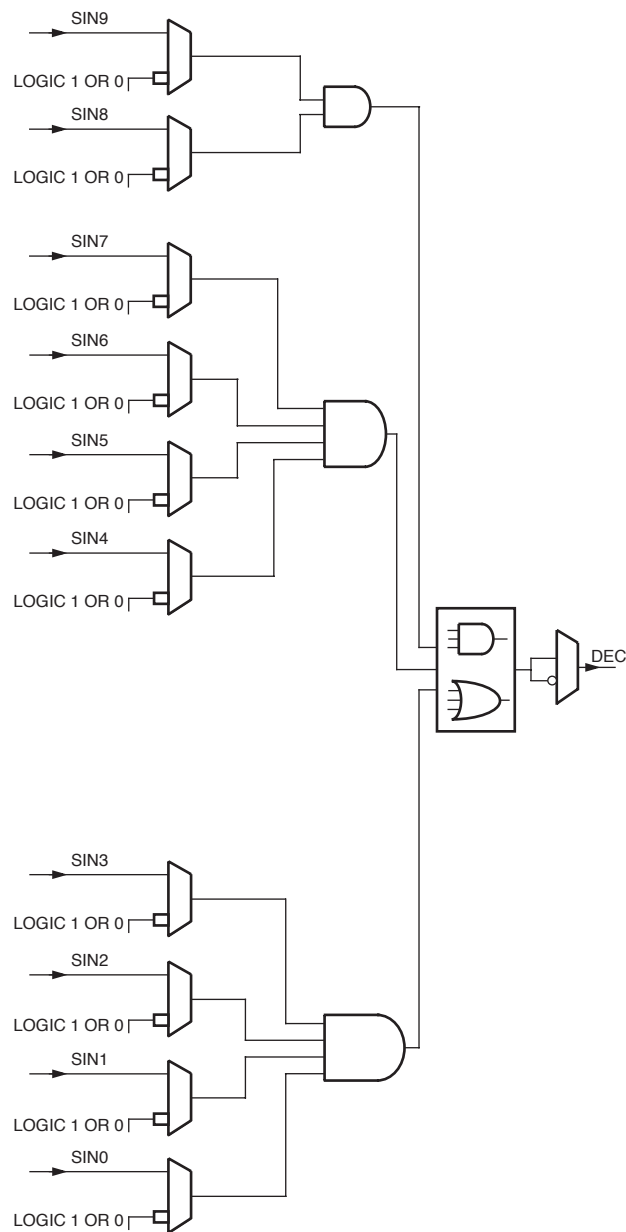 SIN9
LOGIC 1 OR 0
SIN8
LOGIC 1 OR 0
SIN7
LOGIC 1 OR 0
SIN6
LOGIC 1 OR 0
SIN5
LOGIC 1 OR 0
SIN4
LOGIC 1 OR 0
DEC
SIN3
LOGIC 1 OR 0
SIN2
LOGIC 1 OR 0
SIN1
LOGIC 1 OR 0
SIN0
LOGIC 1 OR 0